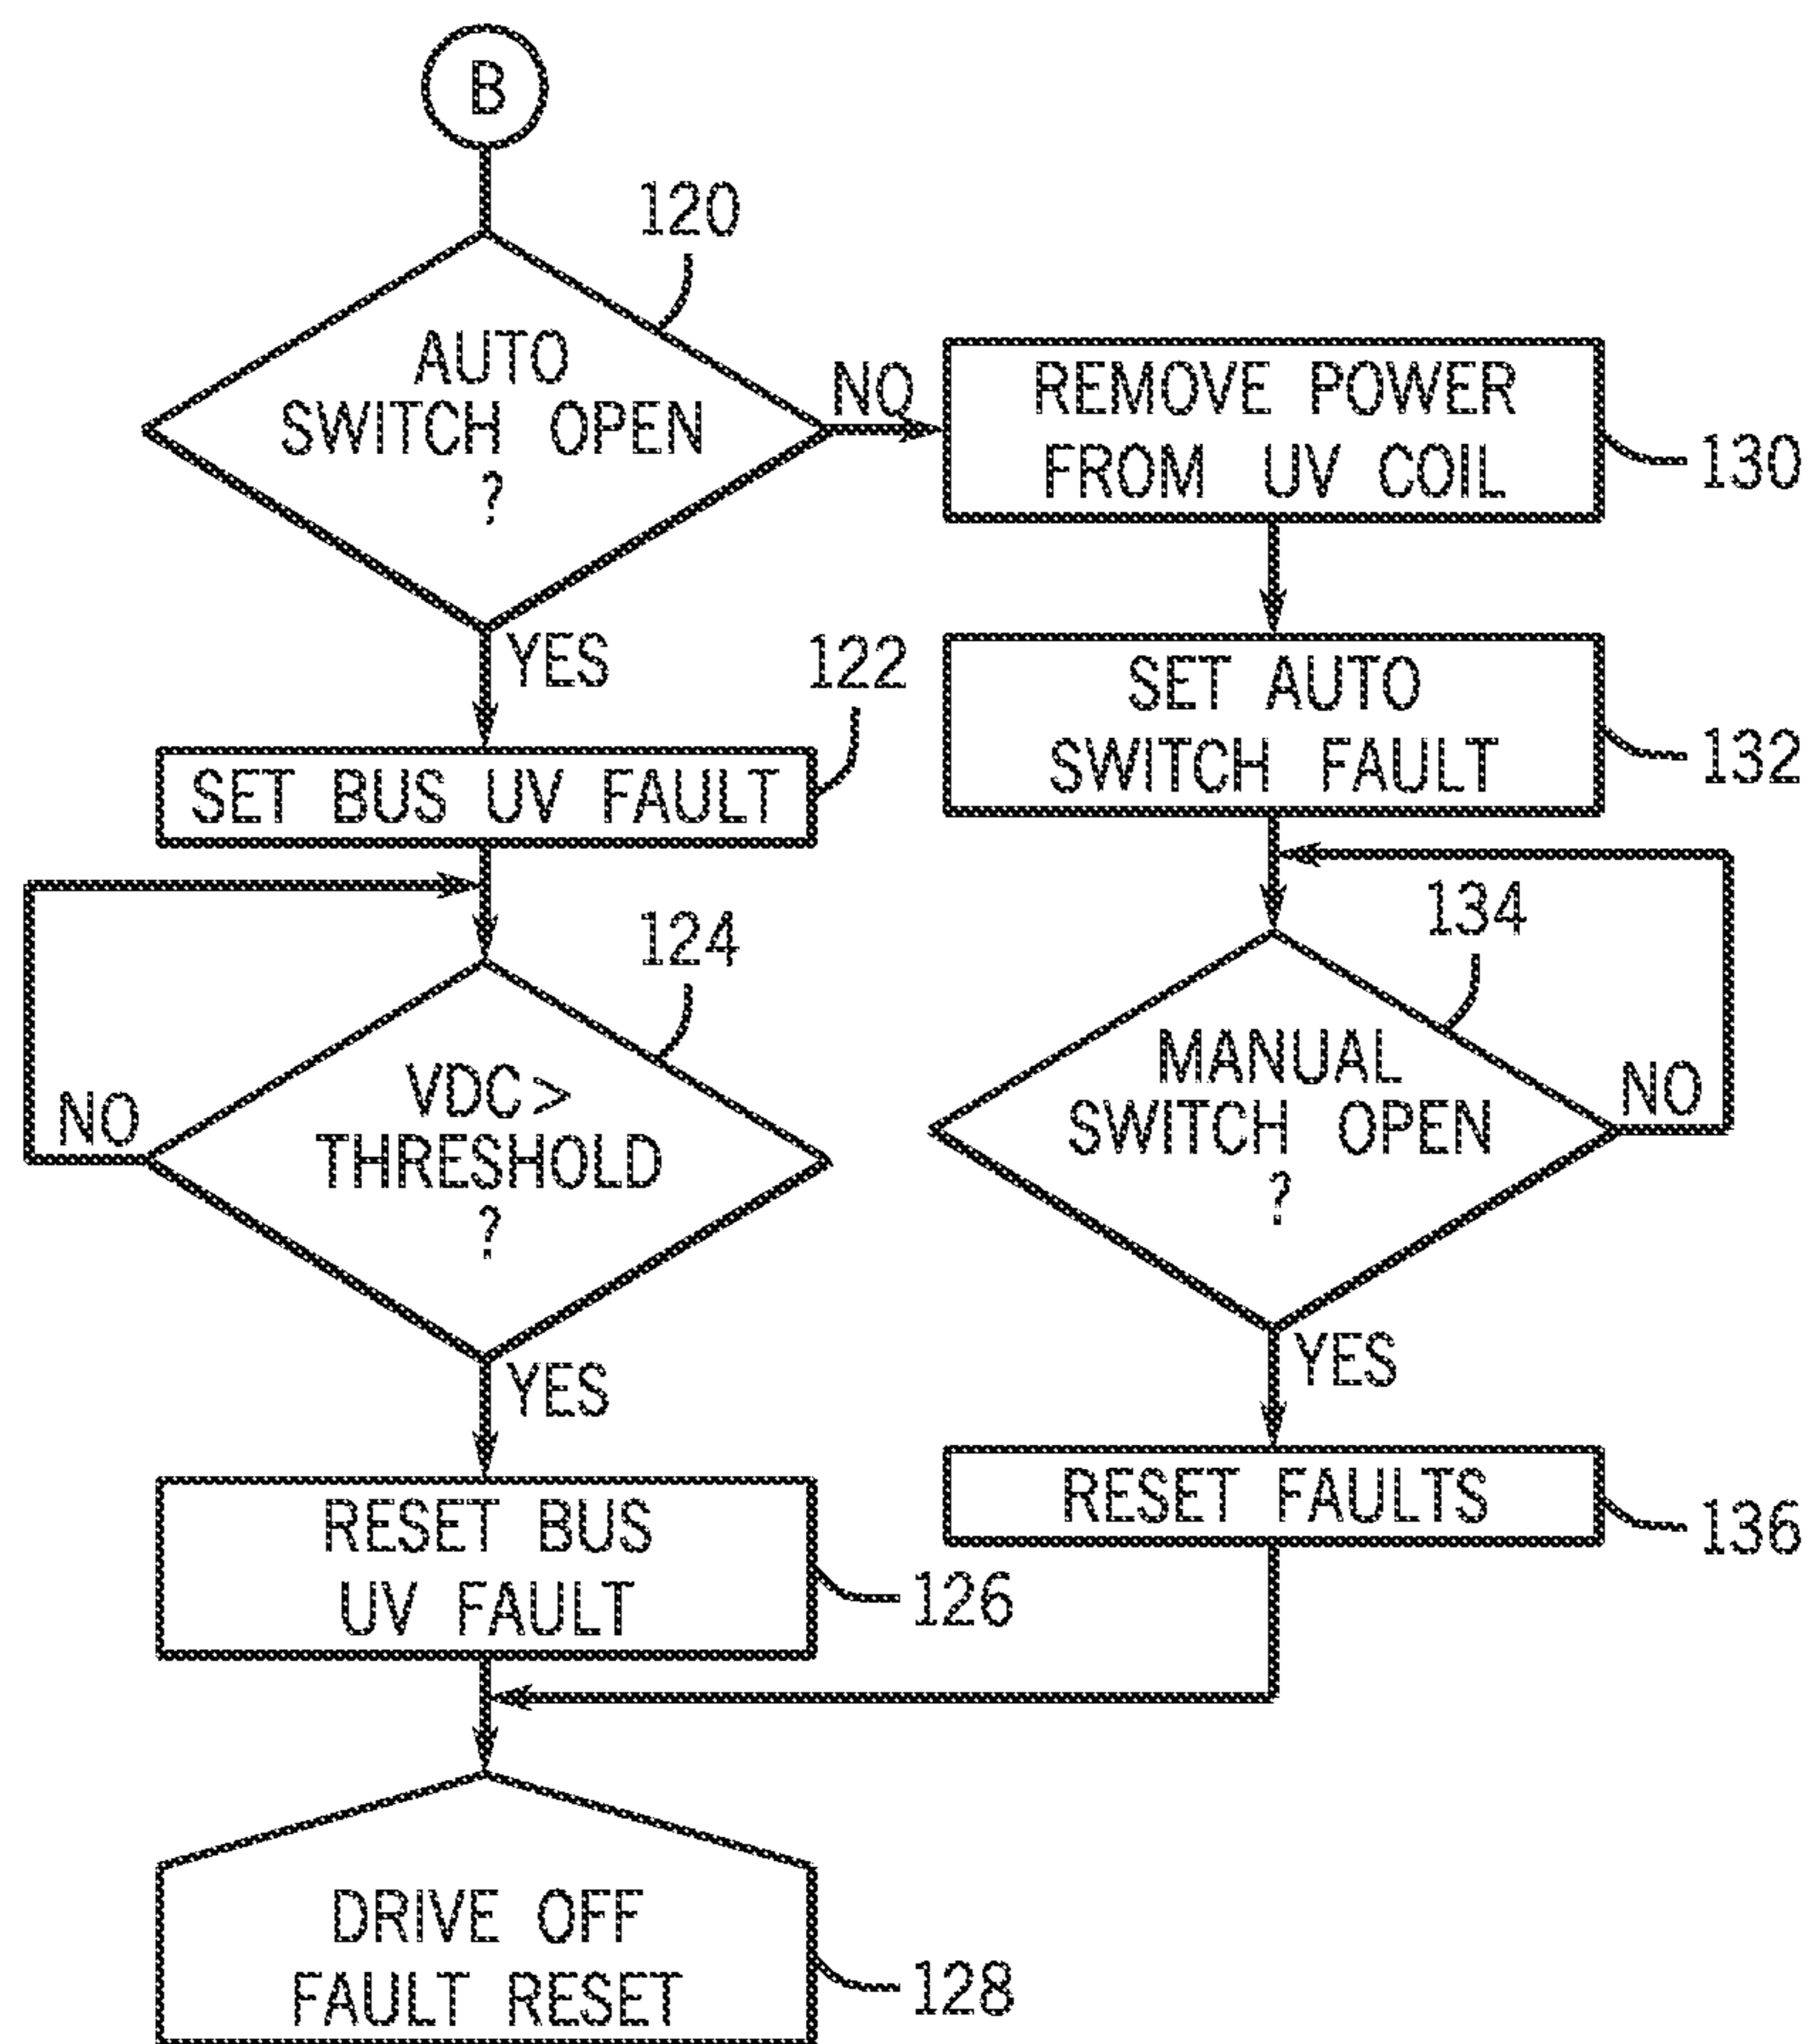 B
120
AUTO
SWITCH OPEN
?
NO
REMOVE POWER
FROM UV COIL
130
YES
122
SET BUS UV FAULT
SET AUTO
SWITCH FAULT
132
124
VDC >
THRESHOLD
?
NO
134
MANUAL
SWITCH OPEN
?
NO
YES
RESET BUS
UV FAULT
126
YES
RESET FAULTS
136
DRIVE OFF
FAULT RESET
128